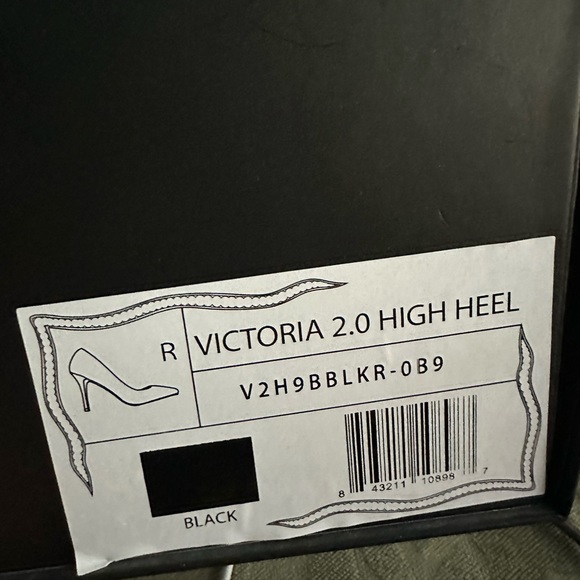 R
VICTORIA 2.0 HIGH HEEL
V2H9BBLKR-0B9
BLACK
8 43211 10898 7